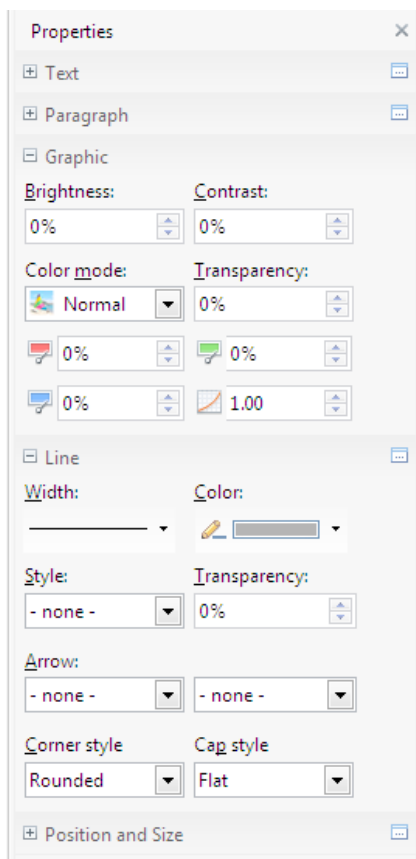 Properties
Text
Paragraph
Graphic
Brightness: Contrast:
0% 0%
Color mode: Transparency:
Normal 0%
0% 0%
0% 1.00
Line
Width: Color:
Style: Transparency:
- none - 0%
Arrow:
- none - - none -
Corner style Cap style
Rounded Flat
Position and Size